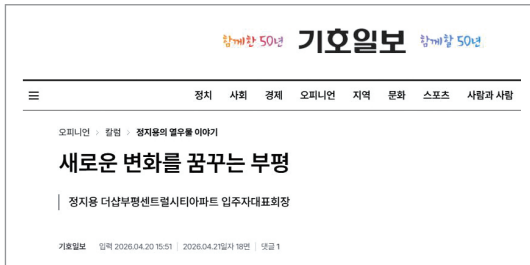 함께한 50년 기호일보 함께할 50년
정치 사회 경제 오피니언 지역 문화 스포츠 사람과 사람
오피니언 > 칼럼 > 정지용의 열우물 이야기
새로운 변화를 꿈꾸는 부평
정지용 더샵부평센트럴시티아파트 입주자대표회장
기호일보 입력 2026.04.20 15:51 2026.04.21일자 18면 댓글 1